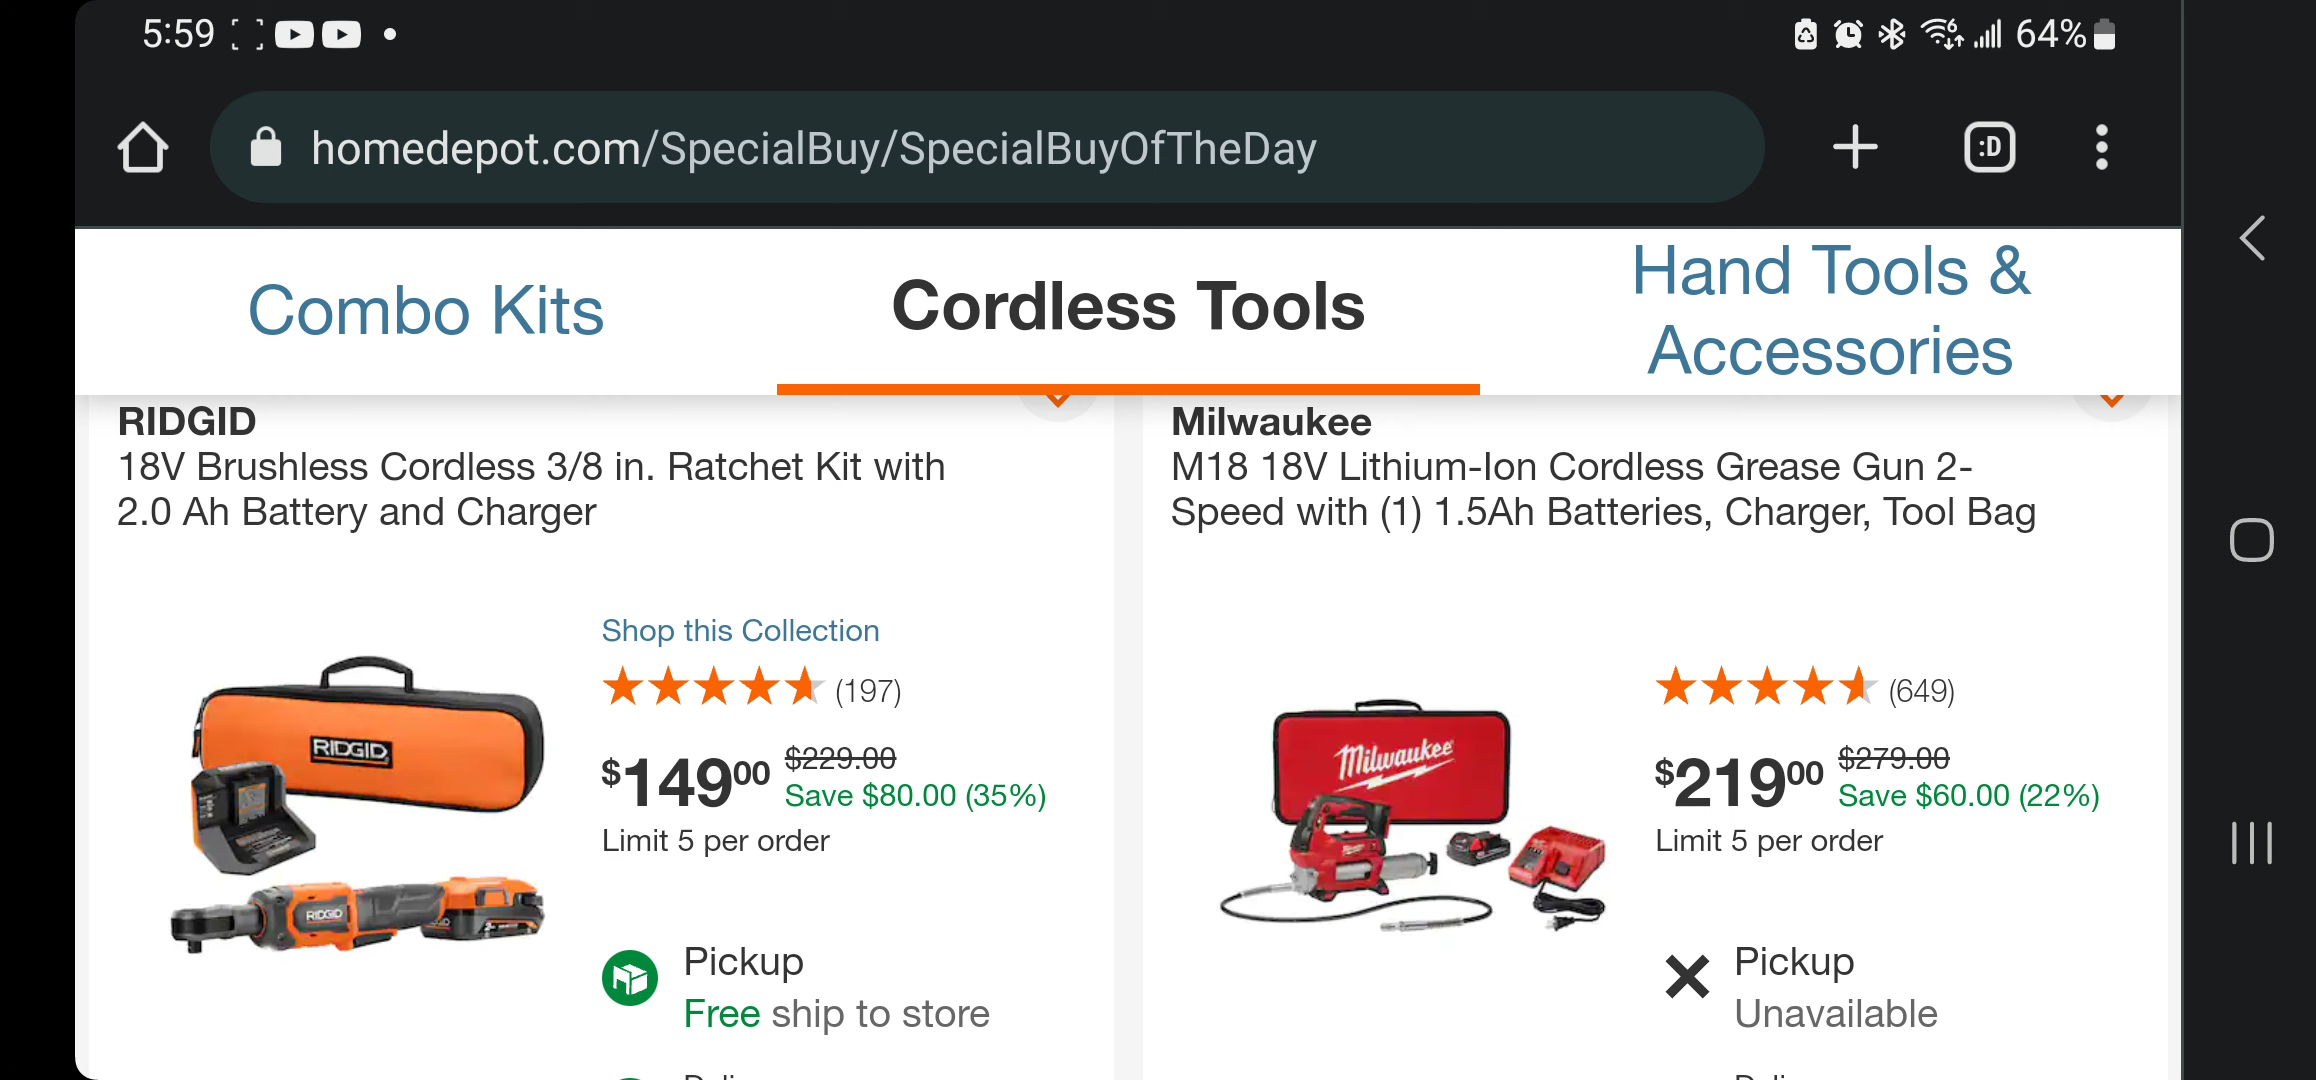 5:59
64%
homedepot.com/SpecialBuy/SpecialBuyOfTheDay
:D
Combo Kits
Cordless Tools
Hand Tools &
Accessories
RIDGID
18V Brushless Cordless 3/8 in. Ratchet Kit with
2.0 Ah Battery and Charger
Shop this Collection
(197)
$14900 $229.00
Save $80.00 (35%)
Limit 5 per order
RIDGID
RIDGID
Pickup
Free ship to store
Milwaukee
M18 18V Lithium-Ion Cordless Grease Gun 2-
Speed with (1) 1.5Ah Batteries, Charger, Tool Bag
(649)
$21900 $279.00
Save $60.00 (22%)
Limit 5 per order
Milwaukee
Pickup
Unavailable